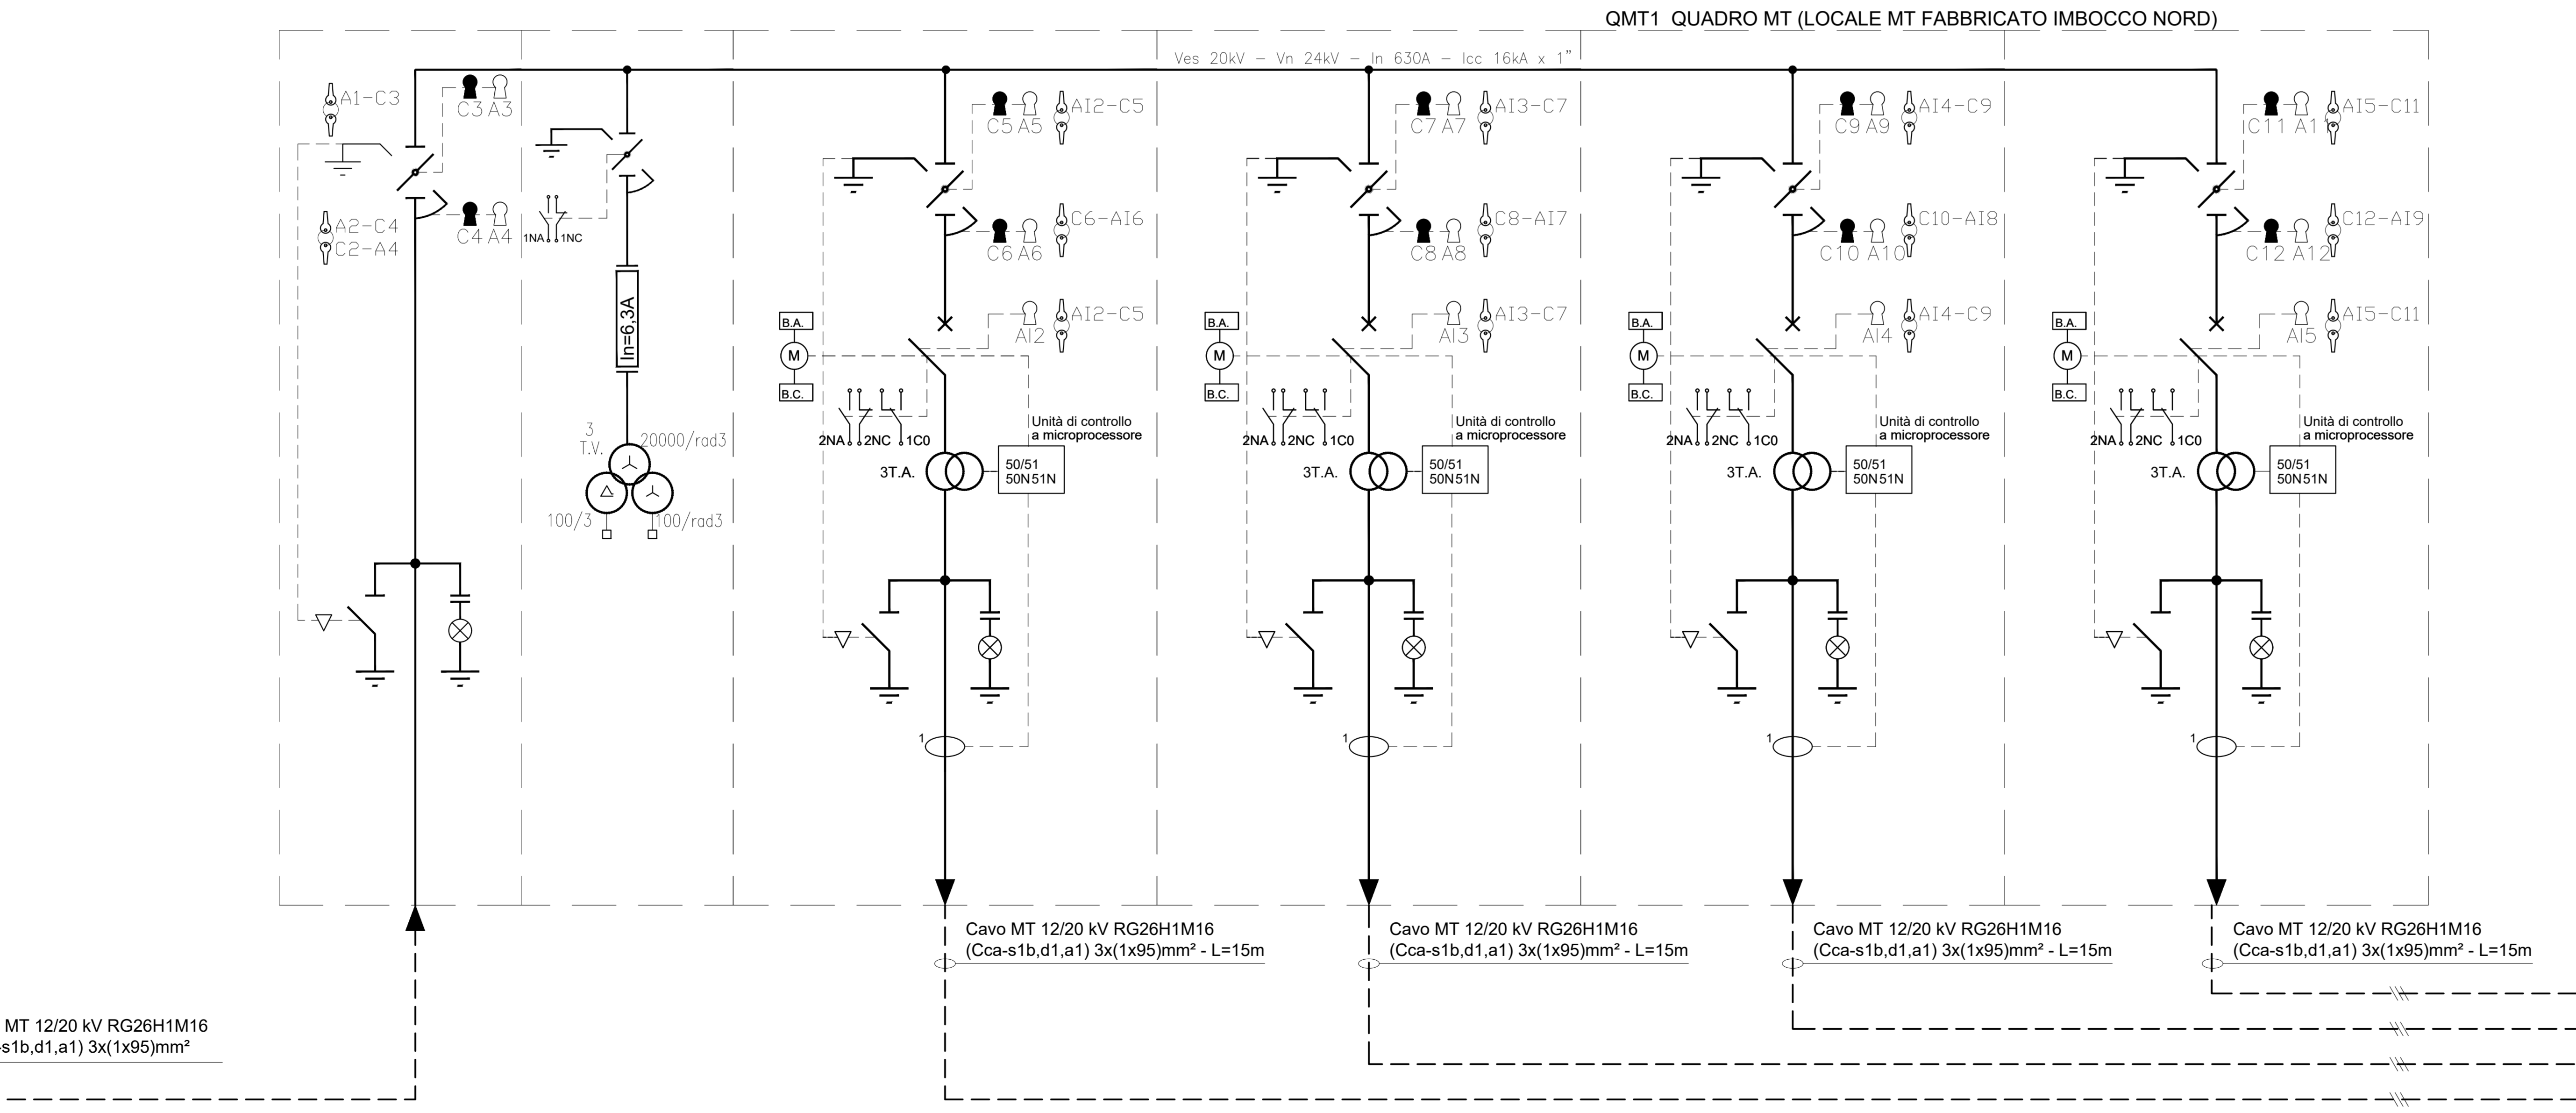 QMT1 QUADRO MT (LOCALE MT FABBRICATO IMBOCCO NORD)
Ves 20kV – Vn 24kV – In 630A – Icc 16kA x 1"
A1-C3
C3 A3
A2-C4
C2-A4
C4 A4
1NA
1NC
In=6,3A
3
T.V.
20000/rad3
100/3
100/rad3
C5 A5
AI2-C5
C6 A6
C6-AI6
AI2
AI2-C5
B.A.
M
B.C.
2NA
2NC
1C0
Unità di controllo
a microprocessore
3T.A.
50/51
50N51N
1
C7 A7
AI3-C7
C8 A8
C8-AI7
AI3
AI3-C7
B.A.
M
B.C.
2NA
2NC
1C0
Unità di controllo
a microprocessore
3T.A.
50/51
50N51N
1
C9 A9
AI4-C9
C10 A10
C10-AI8
AI4
AI4-C9
B.A.
M
B.C.
2NA
2NC
1C0
Unità di controllo
a microprocessore
3T.A.
50/51
50N51N
1
C11 A11
AI5-C11
C12 A12
C12-AI9
AI5
AI5-C11
B.A.
M
B.C.
2NA
2NC
1C0
Unità di controllo
a microprocessore
3T.A.
50/51
50N51N
1
Cavo MT 12/20 kV RG26H1M16
(Cca-s1b,d1,a1) 3x(1x95)mm² - L=15m
Cavo MT 12/20 kV RG26H1M16
(Cca-s1b,d1,a1) 3x(1x95)mm² - L=15m
Cavo MT 12/20 kV RG26H1M16
(Cca-s1b,d1,a1) 3x(1x95)mm² - L=15m
Cavo MT 12/20 kV RG26H1M16
(Cca-s1b,d1,a1) 3x(1x95)mm² - L=15m
MT 12/20 kV RG26H1M16
-s1b,d1,a1) 3x(1x95)mm²